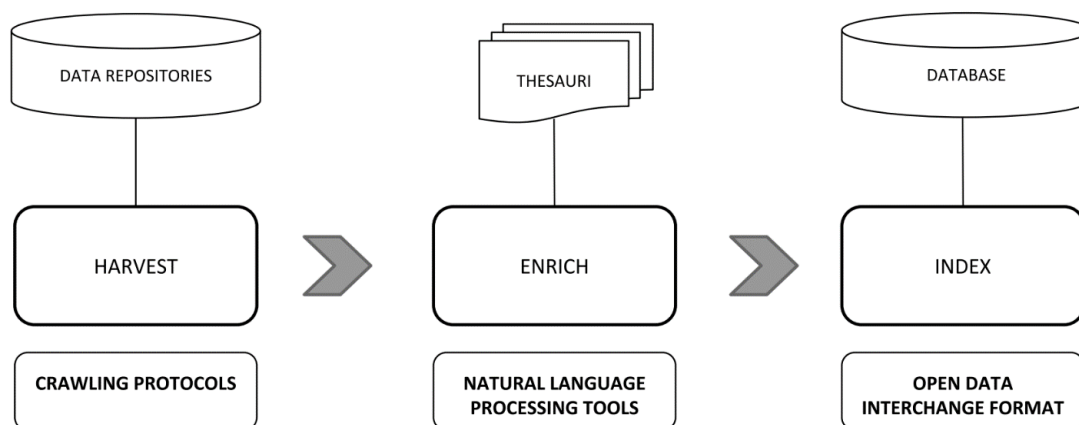 DATA REPOSITORIES
THESAURI
DATABASE
HARVEST
ENRICH
INDEX
CRAWLING PROTOCOLS
NATURAL LANGUAGE
PROCESSING TOOLS
OPEN DATA
INTERCHANGE FORMAT